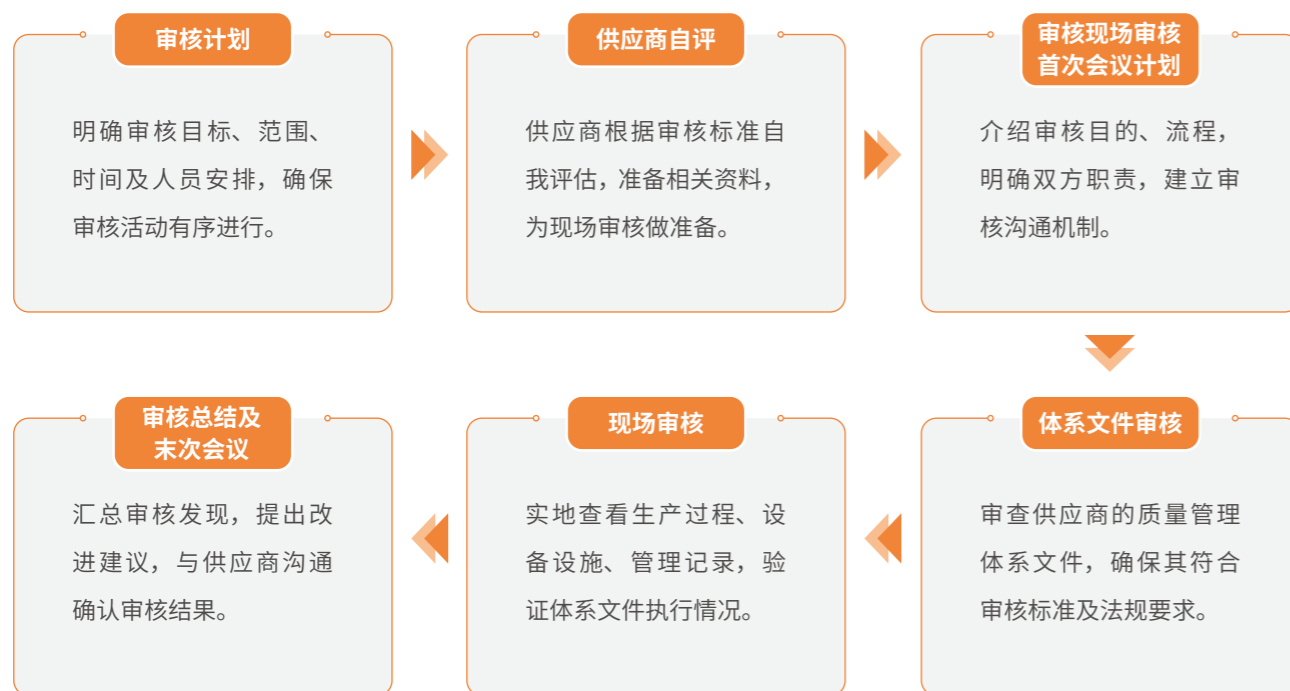 审核计划
明确审核目标、范围、
时间及人员安排，确保
审核活动有序进行。
供应商自评
供应商根据审核标准自
我评估，准备相关资料，
为现场审核做准备。
审核现场审核
首次会议计划
介绍审核目的、流程，
明确双方职责，建立审
核沟通机制。
体系文件审核
审查供应商的质量管理
体系文件，确保其符合
审核标准及法规要求。
现场审核
实地查看生产过程、设
备设施、管理记录，验
证体系文件执行情况。
审核总结及
末次会议
汇总审核发现，提出改
进建议，与供应商沟通
确认审核结果。